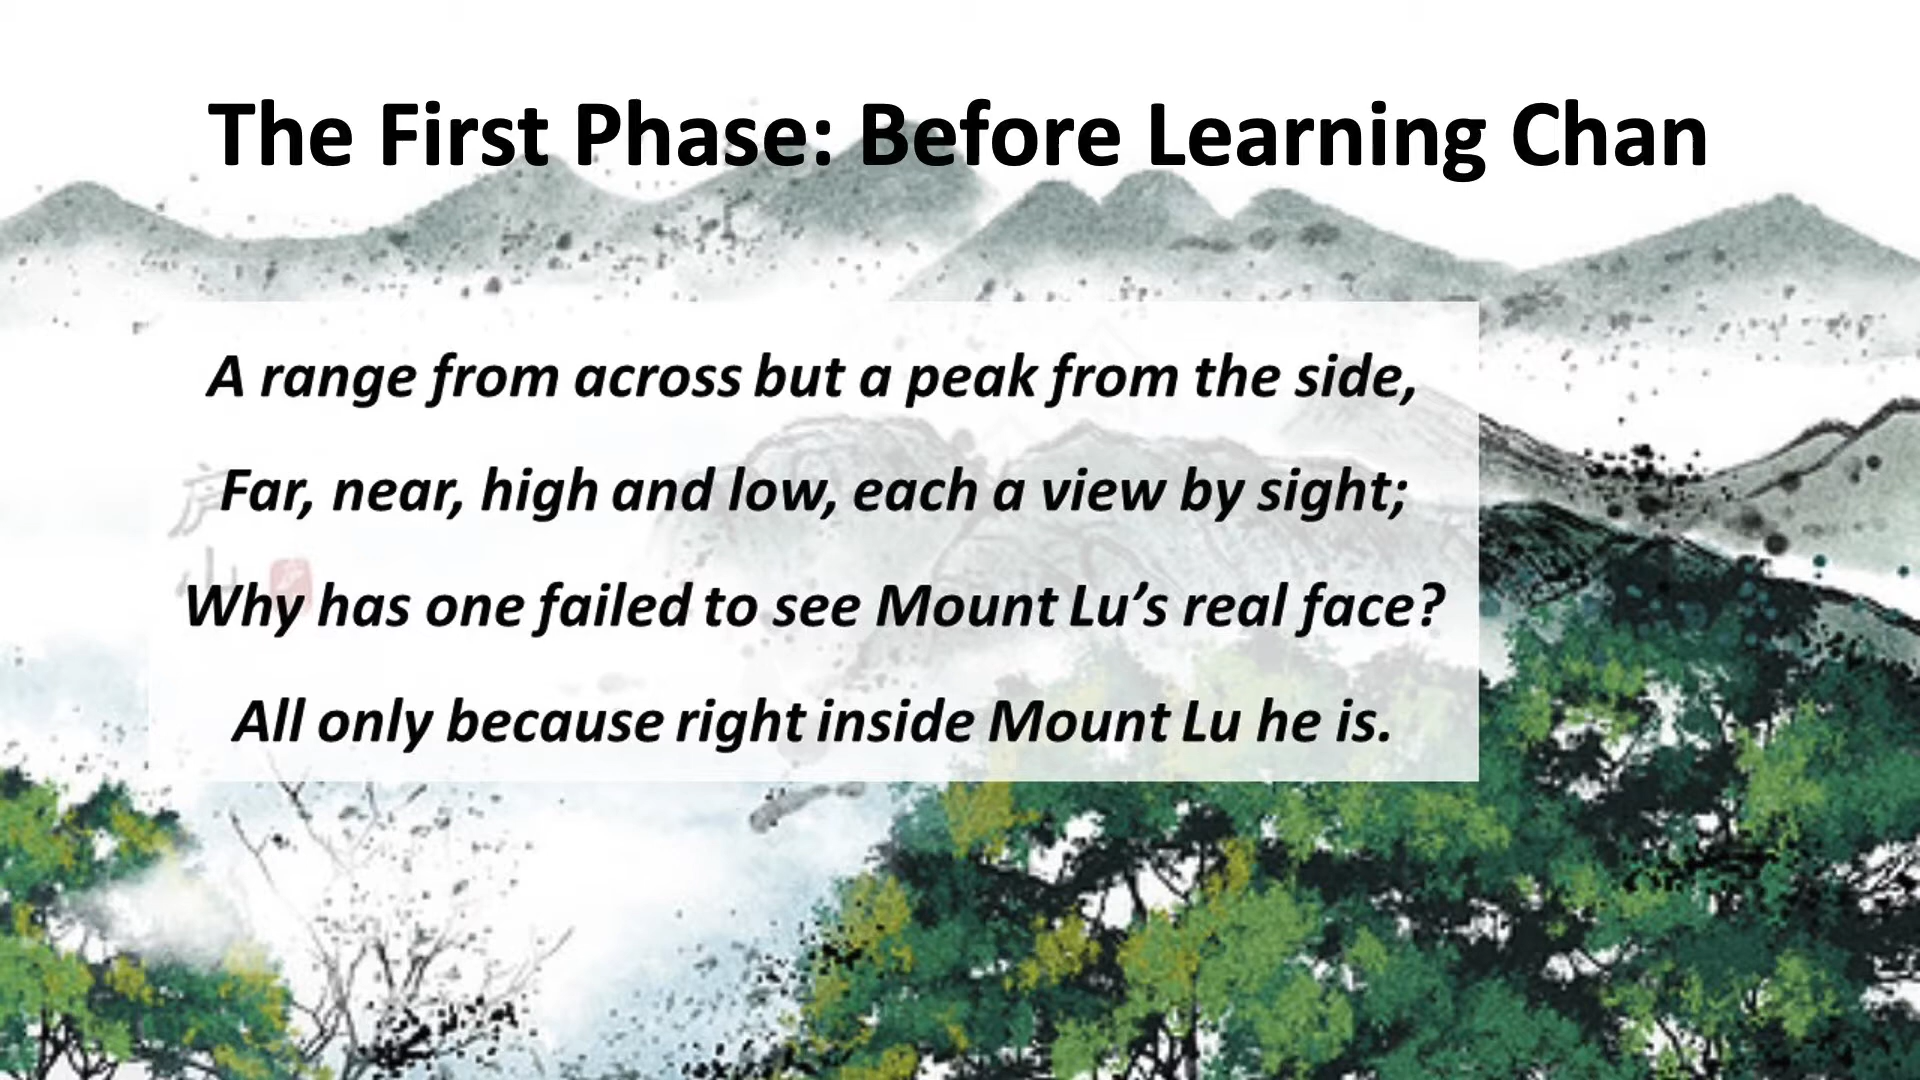 The First Phase: Before Learning Chan
A range from across but a peak from the side,
Far, near, high and low, each a view by sight;
庐
山
Why has one failed to see Mount Lu’s real face?
All only because right inside Mount Lu he is.